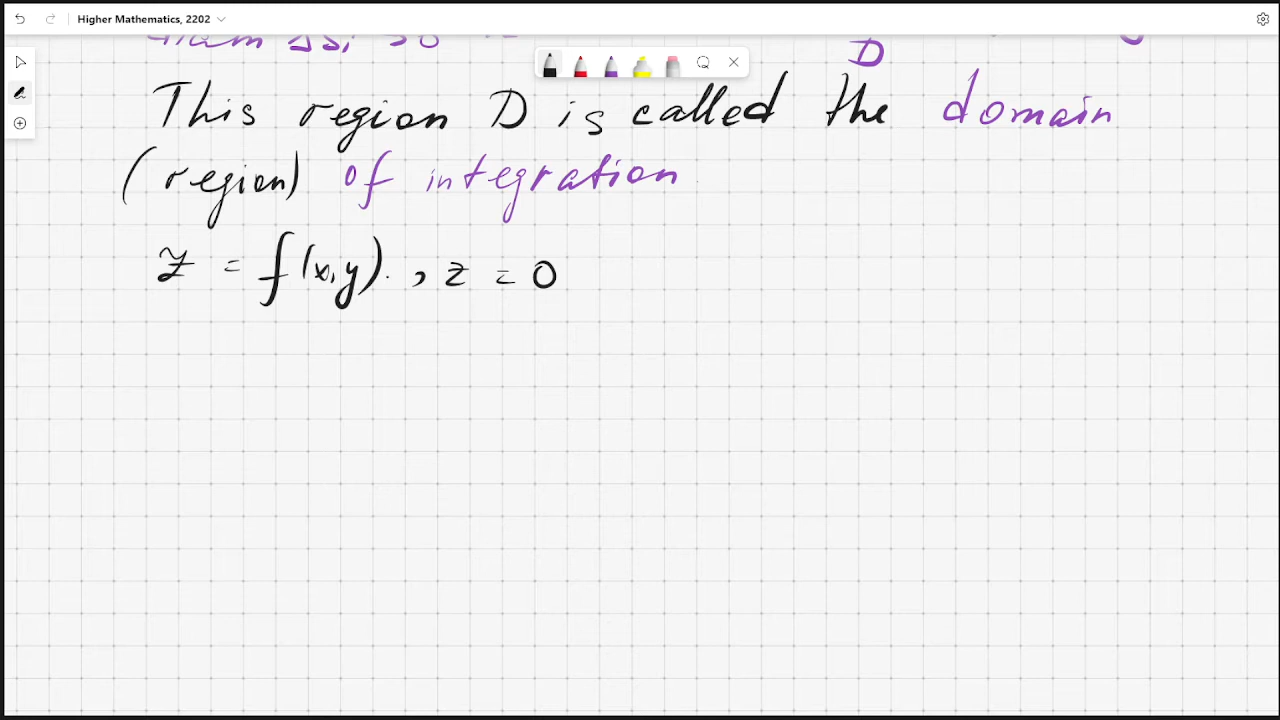 Higher Mathematics, 2202
D
This region D is called the domain
(region) of integration
z = f(x,y). , z = 0